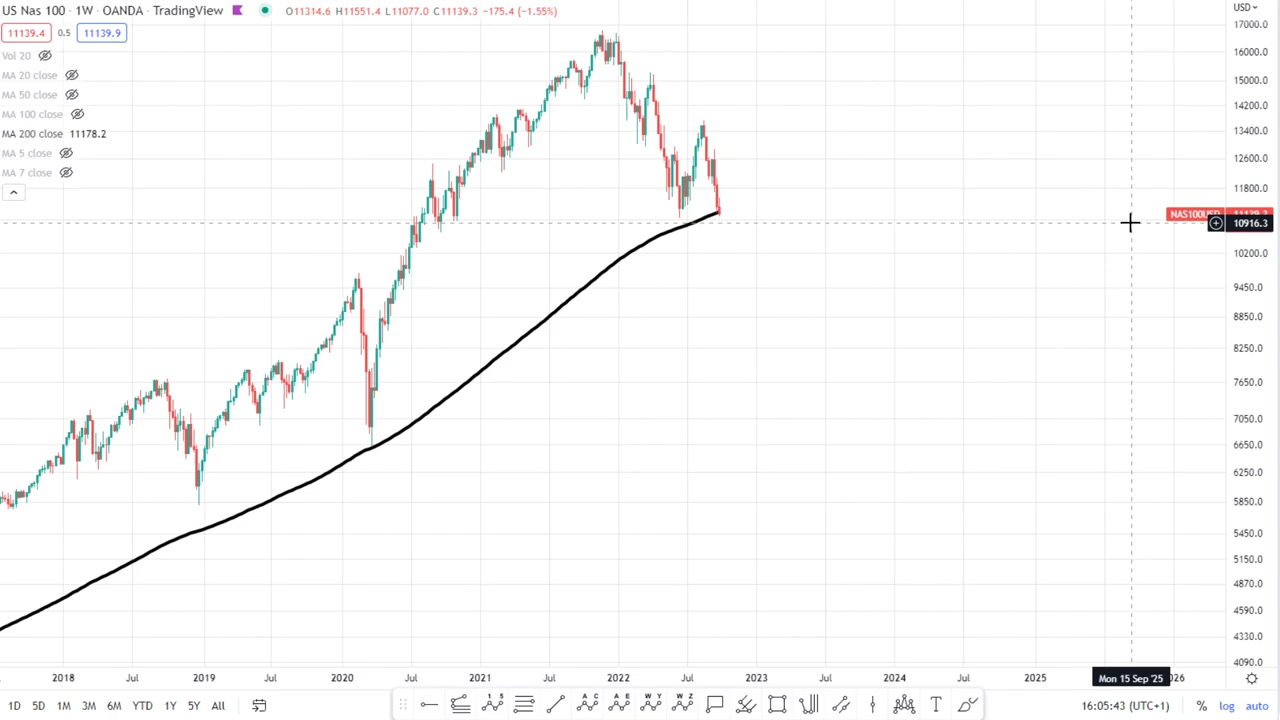 US Nas 100 · 1W · OANDA · TradingView O11314.6 H11551.4 L11077.0 C11139.3 −175.4 (−1.55%)
11139.4 0.5 11139.9
Vol 20
MA 20 close
MA 50 close
MA 100 close
MA 200 close 11178.2
MA 5 close
MA 7 close
USD
17000.0
16000.0
15000.0
14200.0
13400.0
12600.0
11800.0
NAS100USD
10916.3
10200.0
9450.0
8850.0
8250.0
7650.0
7050.0
6650.0
6250.0
5850.0
5450.0
5150.0
4870.0
4590.0
4330.0
4090.0
2018 Jul 2019 Jul 2020 Jul 2021 Jul 2022 Jul 2023 Jul 2024 Jul 2025 Mon 15 Sep '25 026
1D 5D 1M 3M 6M YTD 1Y 5Y All 16:05:43 (UTC+1) % log auto
1 5
A C
A E
W Y
W Z
T